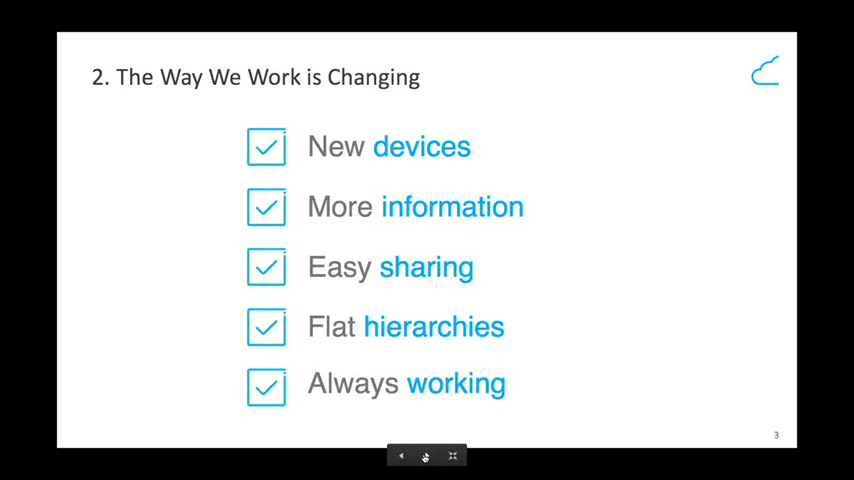 2. The Way We Work is Changing
New devices
More information
Easy sharing
Flat hierarchies
Always working
3